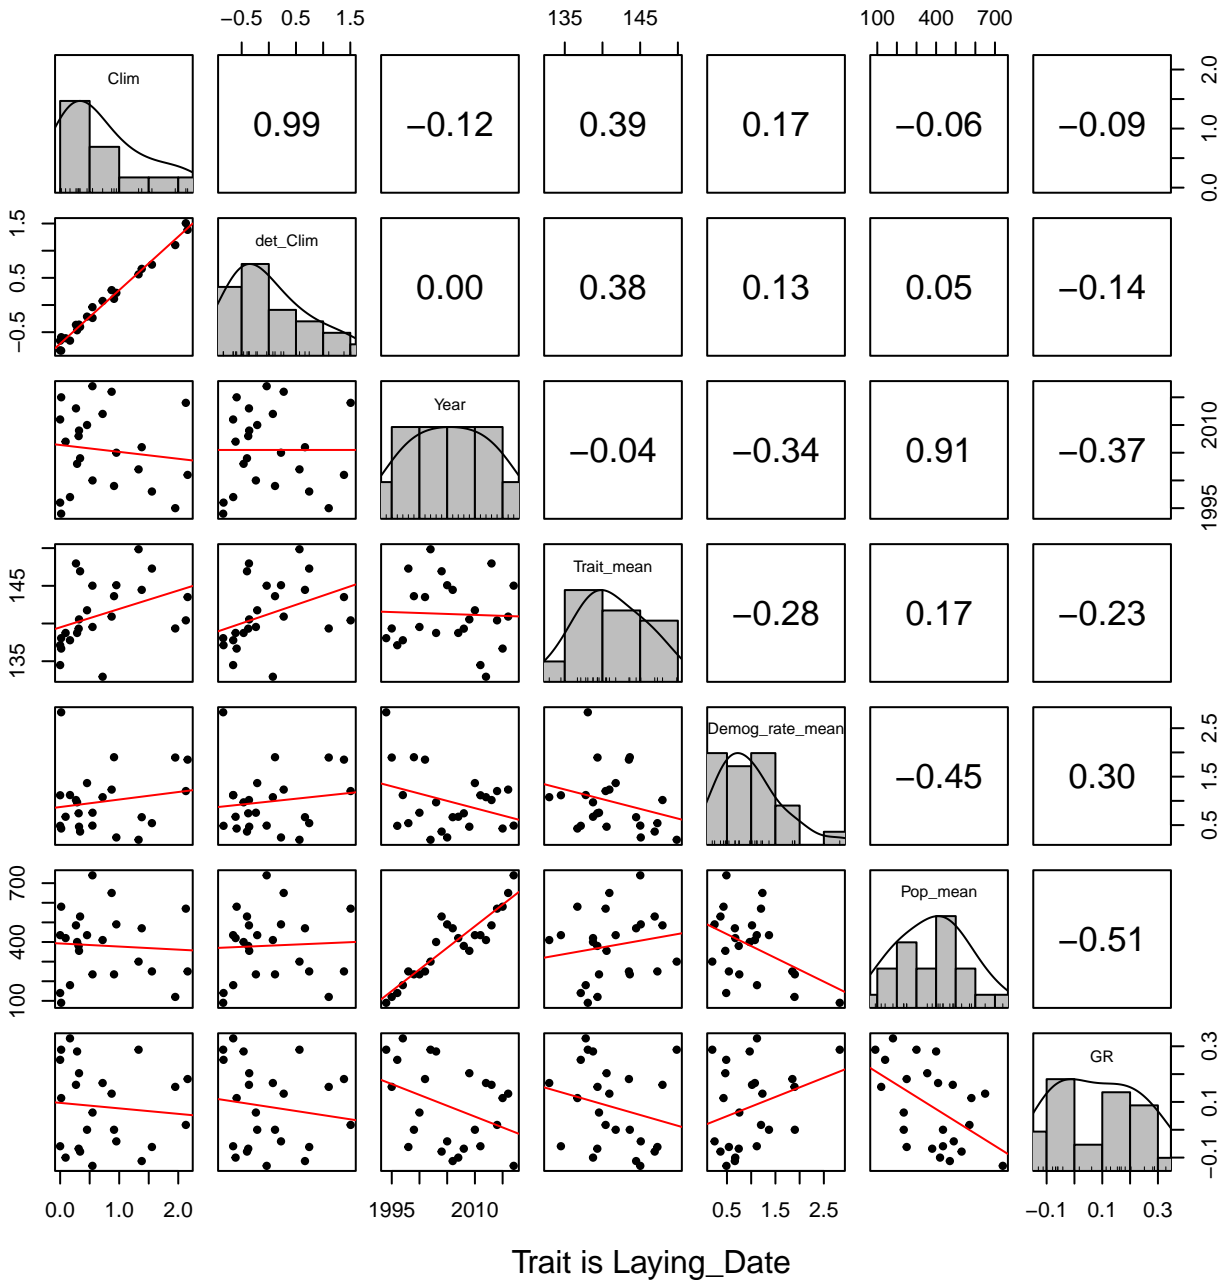 −0.5 0.5 1.5 135 145 100 400 700
Clim 0.99 −0.12 0.39 0.17 −0.06 −0.09 0.0 1.0 2.0
−0.5 0.5 1.5 det_Clim 0.00 0.38 0.13 0.05 −0.14
Year −0.04 −0.34 0.91 −0.37 1995 2010
135 145 Trait_mean −0.28 0.17 −0.23
Demog_rate_mean −0.45 0.30 0.5 1.5 2.5
100 400 700 Pop_mean −0.51
GR −0.1 0.1 0.3
0.0 1.0 2.0 1995 2010 0.5 1.5 2.5 −0.1 0.1 0.3
Trait is Laying_Date